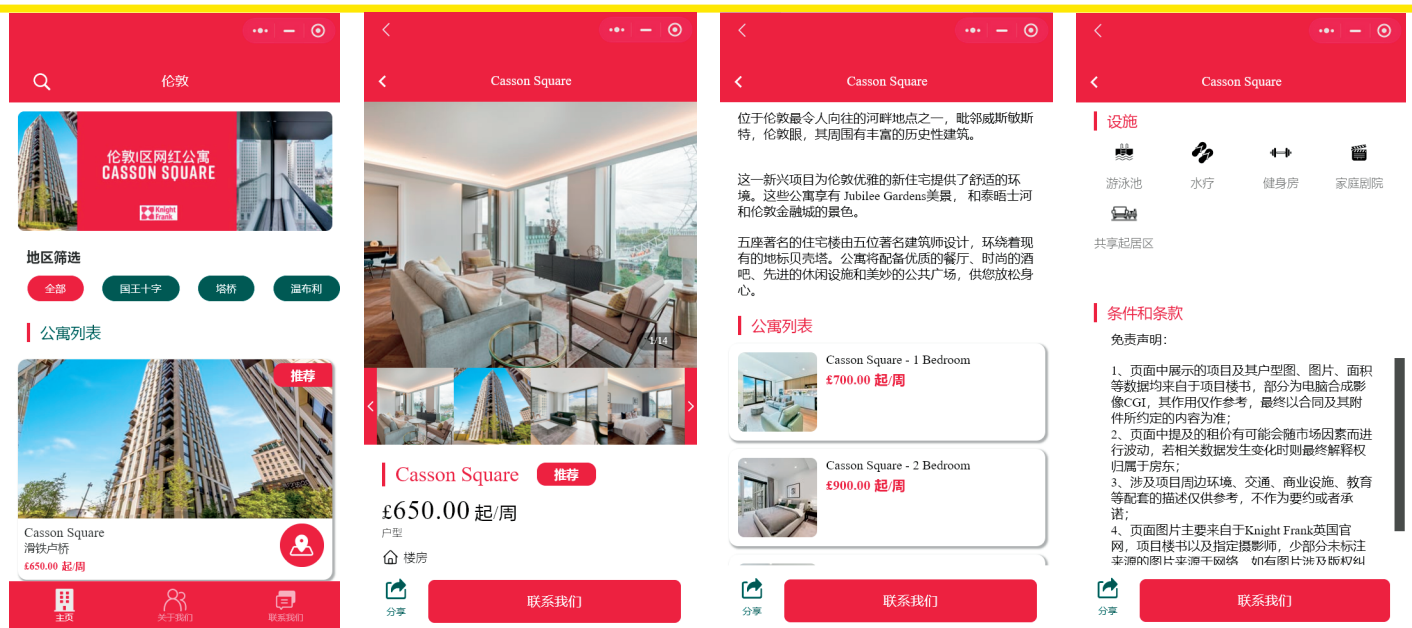 伦敦
伦敦I区网红公寓
CASSON SQUARE
Knight
Frank
地区筛选
全部
国王十字
塔桥
温布利
公寓列表
推荐
Casson Square
滑铁卢桥
£650.00 起/周
主页
关于我们
联系我们
Casson Square
1/14
Casson Square
推荐
£650.00 起/周
户型
楼房
分享
联系我们
Casson Square
位于伦敦最令人向往的河畔地点之一，毗邻威斯敏斯
特，伦敦眼，其周围有丰富的历史性建筑。
这一新兴项目为伦敦优雅的新住宅提供了舒适的环
境。这些公寓享有 Jubilee Gardens美景， 和泰晤士河
和伦敦金融城的景色。
五座著名的住宅楼由五位著名建筑师设计，环绕着现
有的地标贝壳塔。公寓将配备优质的餐厅、时尚的酒
吧、先进的休闲设施和美妙的公共广场，供您放松身
心。
公寓列表
Casson Square - 1 Bedroom
£700.00 起/周
Casson Square - 2 Bedroom
£900.00 起/周
分享
联系我们
Casson Square
设施
游泳池
水疗
健身房
家庭剧院
共享起居区
条件和条款
免责声明：
1、页面中展示的项目及其户型图、图片、面积
等数据均来自于项目楼书，部分为电脑合成影
像CGI，其作用仅作参考，最终以合同及其附
件所约定的内容为准；
2、页面中提及的租价有可能会随市场因素而进
行波动，若相关数据发生变化时则最终解释权
归属于房东；
3、涉及项目周边环境、交通、商业设施、教育
等配套的描述仅供参考，不作为要约或者承
诺；
4、页面图片主要来自于Knight Frank英国官
网，项目楼书以及指定摄影师，少部分未标注
来源的图片来源于网络，如有图片涉及版权纠
分享
联系我们